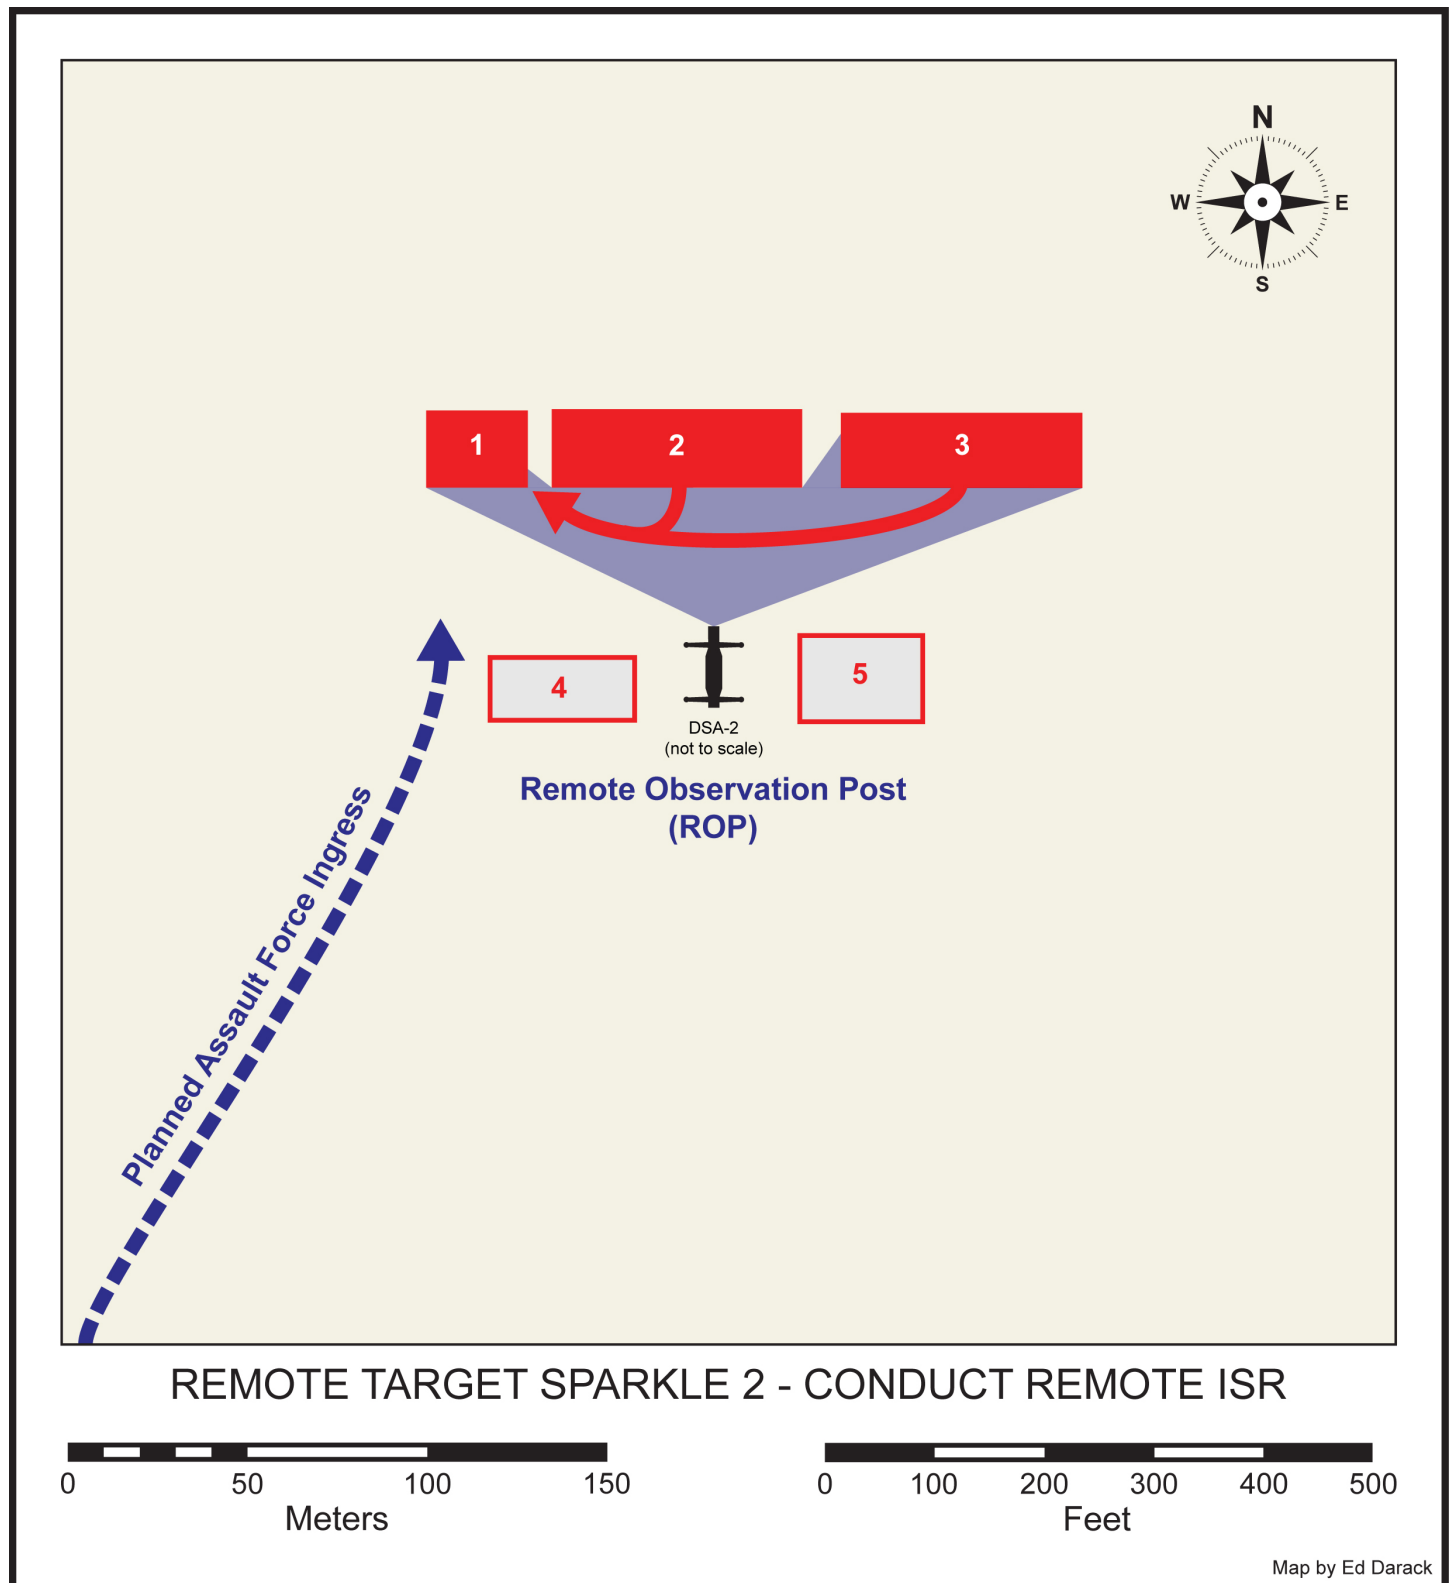 N
W
E
S
1
2
3
4
5
DSA-2
(not to scale)
Remote Observation Post
(ROP)
Planned Assault Force Ingress
REMOTE TARGET SPARKLE 2 - CONDUCT REMOTE ISR
0 50 100 150
Meters
0 100 200 300 400 500
Feet
Map by Ed Darack